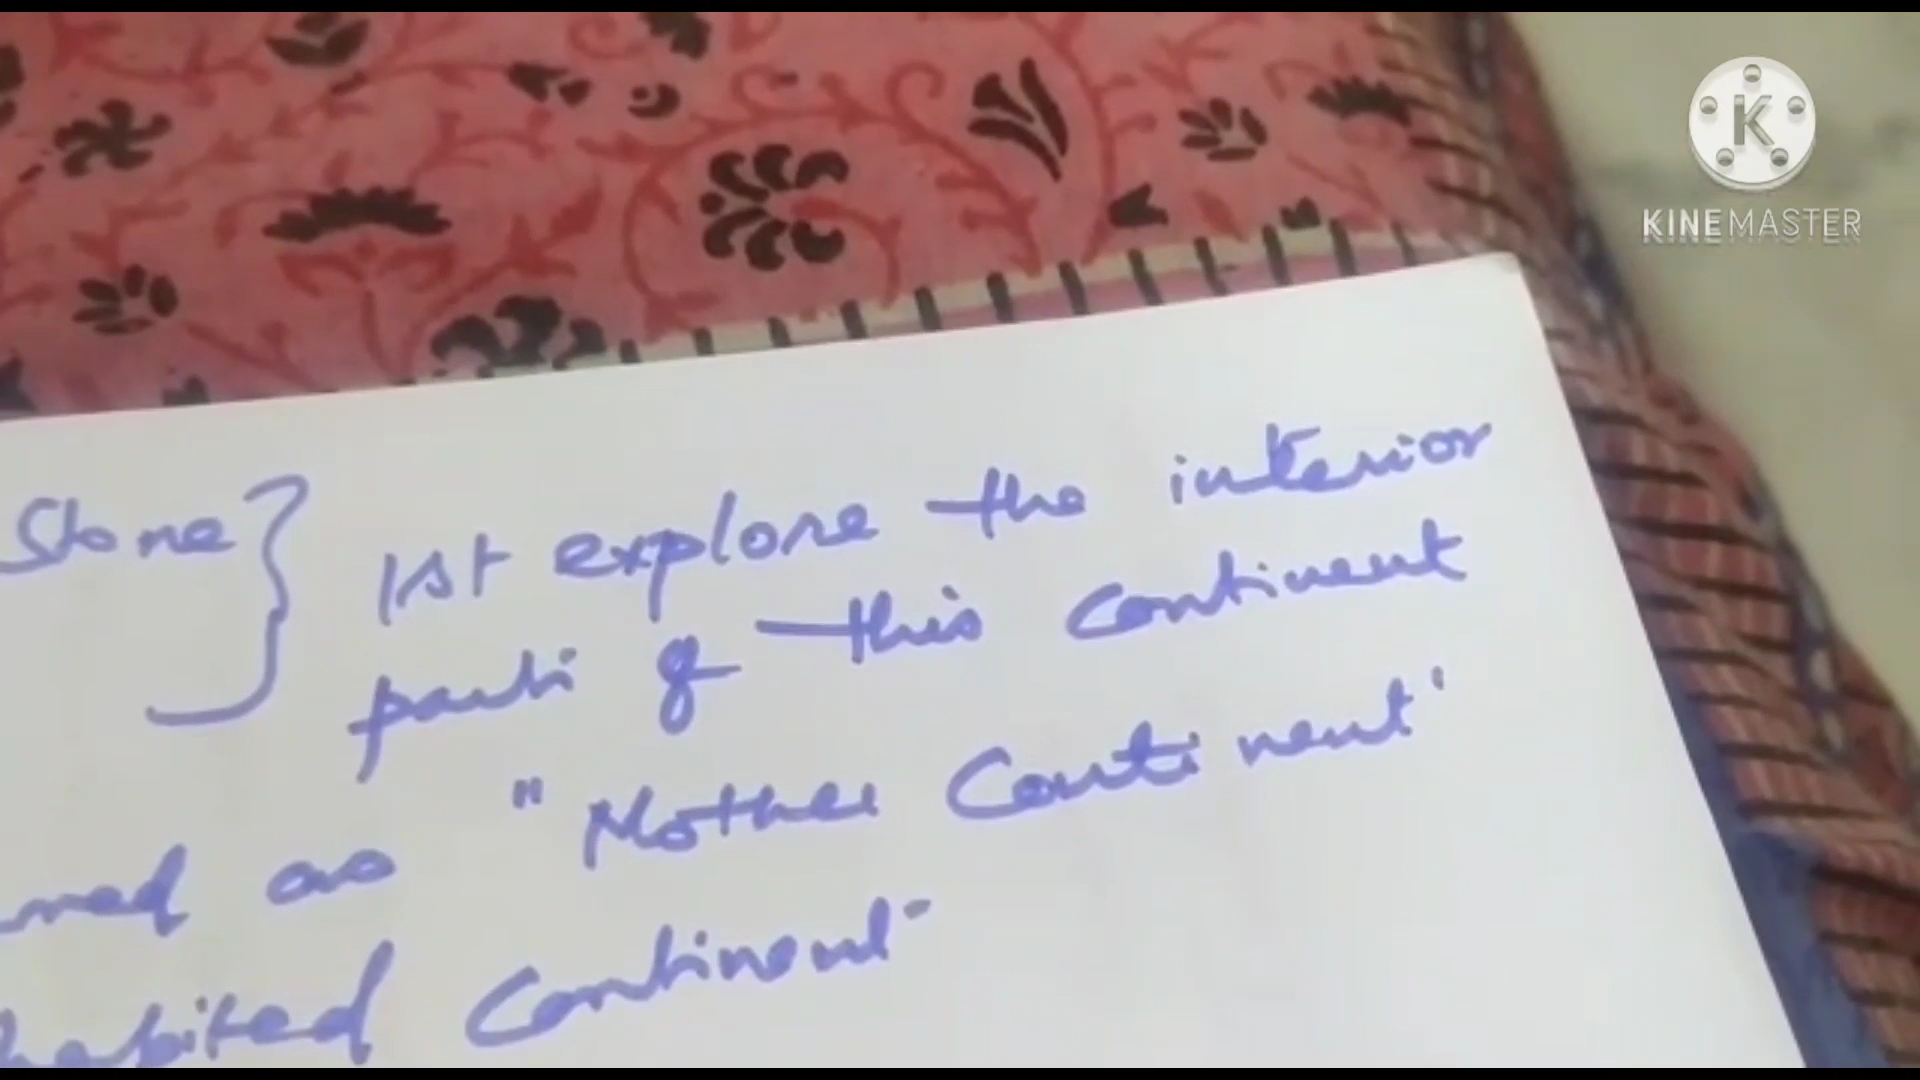 KINEMASTER
Stone } 1st explore the interior
parts of this continent
as "Mother Continent"
Continent"